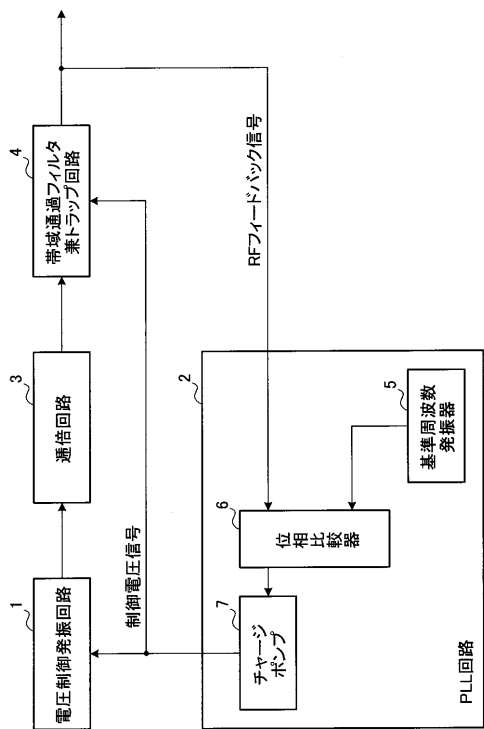 1
電圧制御発振回路
3
逓倍回路
4
帯域通過フィルタ
兼トラップ回路
制御電圧信号
RFフィードバック信号
2
7
チャージ
ポンプ
6
位相比較器
5
基準周波数
発振器
PLL回路